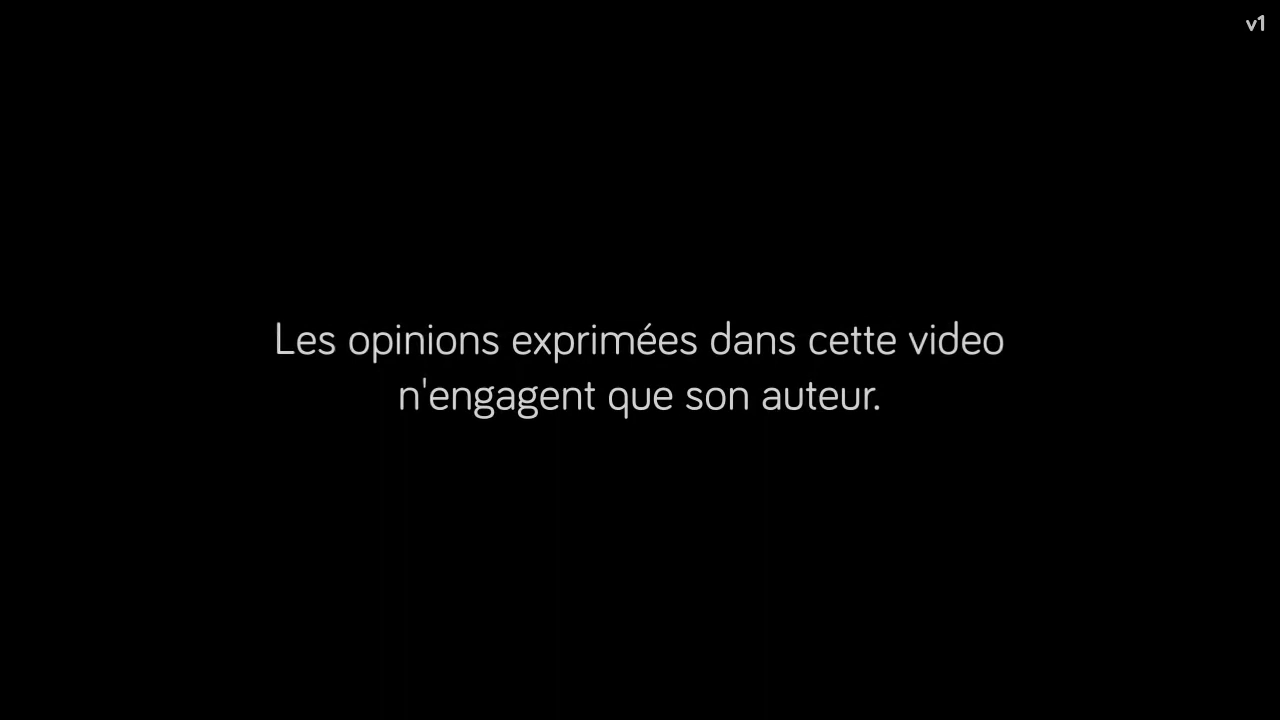 v1
Les opinions exprimées dans cette video
n'engagent que son auteur.